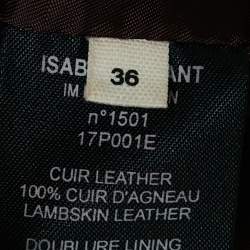 ISAB ANT
36
IM N
n°1501
17P001E
CUIR LEATHER
100% CUIR D'AGNEAU
LAMBSKIN LEATHER
DOUBLURE LINING